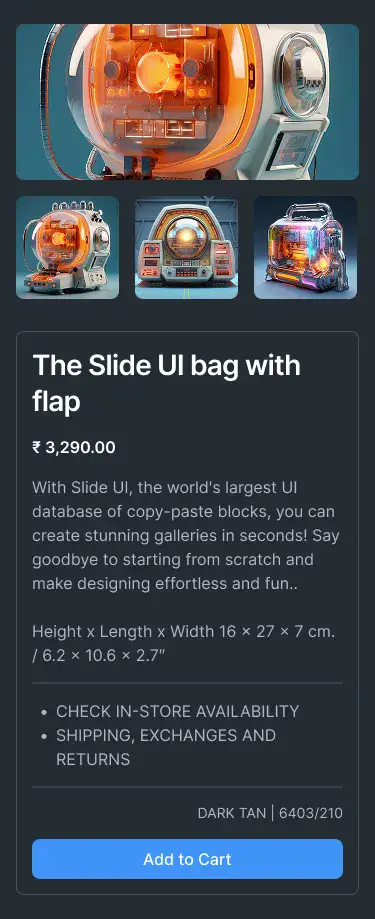 The Slide UI bag with
flap
₹ 3,290.00
With Slide UI, the world's largest UI
database of copy-paste blocks, you can
create stunning galleries in seconds! Say
goodbye to starting from scratch and
make designing effortless and fun..
Height x Length x Width 16 × 27 × 7 cm.
/ 6.2 × 10.6 × 2.7″
• CHECK IN-STORE AVAILABILITY
• SHIPPING, EXCHANGES AND
RETURNS
DARK TAN | 6403/210
Add to Cart